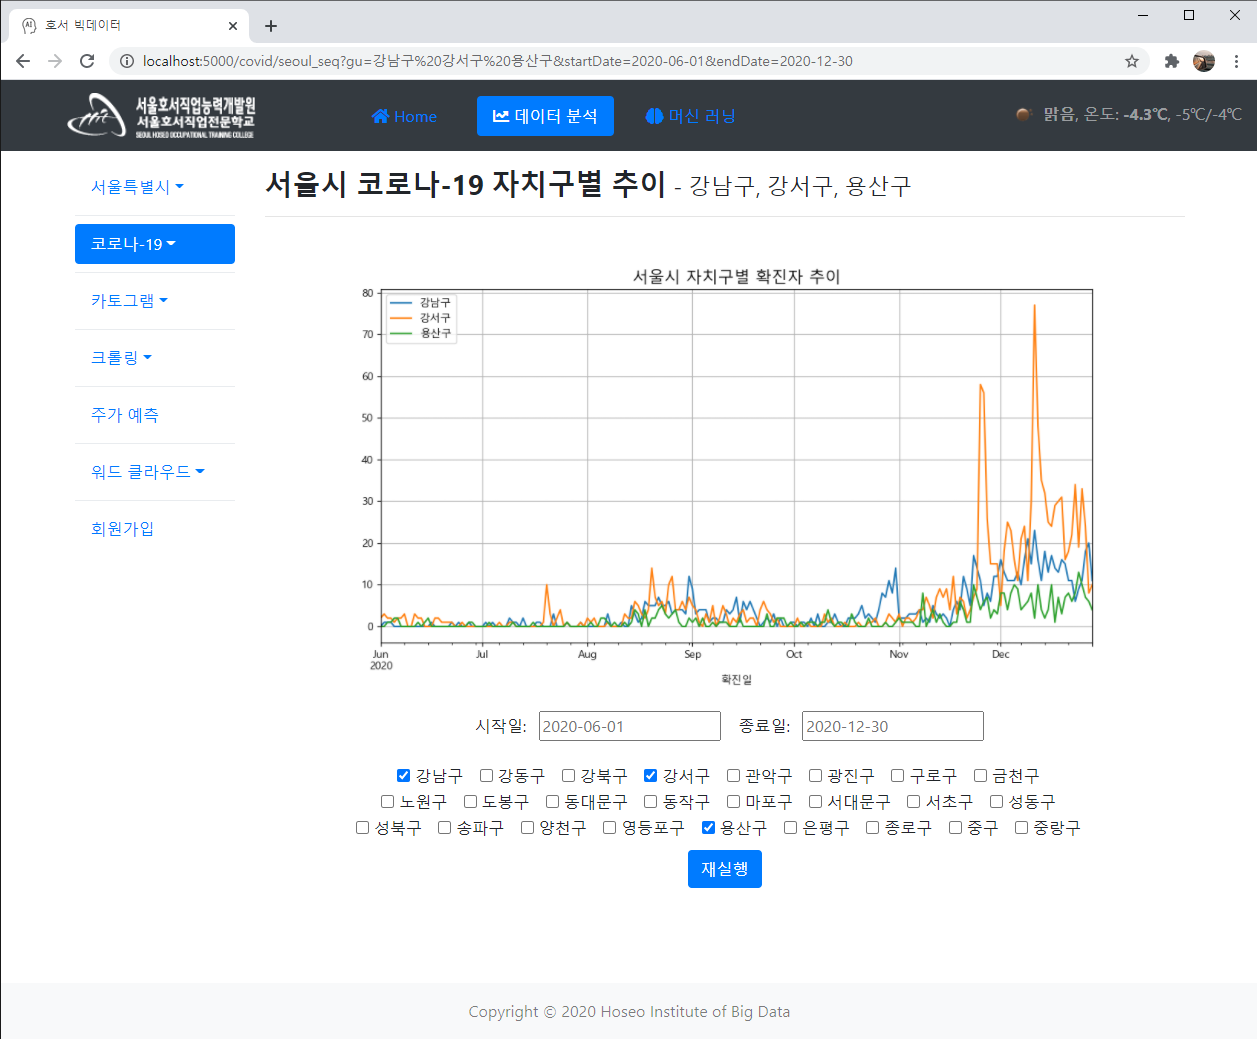 호서 빅데이터
localhost:5000/covid/seoul_seq?gu=강남구%20강서구%20용산구&startDate=2020-06-01&endDate=2020-12-30
서울호서직업능력개발원
서울호서직업전문학교
SEOUL HOSEO OCCUPATIONAL TRAINING COLLEGE
Home 데이터 분석 머신 러닝 맑음, 온도: -4.3℃, -5℃/-4℃
서울특별시
코로나-19
카토그램
크롤링
주가 예측
워드 클라우드
회원가입
서울시 코로나-19 자치구별 추이 - 강남구, 강서구, 용산구
서울시 자치구별 확진자 추이
강남구
강서구
용산구
80
70
60
50
40
30
20
10
0
Jun Jul Aug Sep Oct Nov Dec
2020
확진일
시작일: 2020-06-01 종료일: 2020-12-30
강남구 강동구 강북구 강서구 관악구 광진구 구로구 금천구
노원구 도봉구 동대문구 동작구 마포구 서대문구 서초구 성동구
성북구 송파구 양천구 영등포구 용산구 은평구 종로구 중구 중랑구
재실행
Copyright © 2020 Hoseo Institute of Big Data